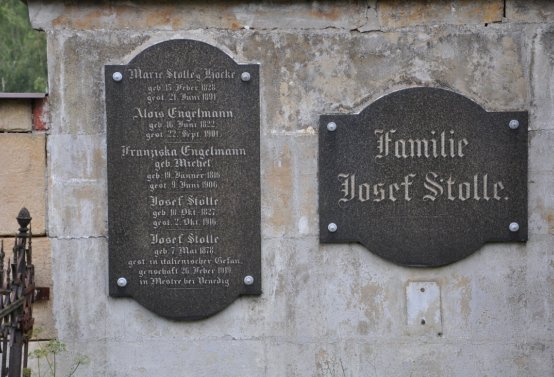 Marie Stolle g. Hocke
geb. 15. Feber 1828.
gest. 21. Juni 1891.
Alois Engelmann
geb. 16. Juni 1822.
gest. 22. Sept. 1901.
Franziska Engelmann
geb. Michel
geb. 19. Jänner 1816
gest. 9. Juni 1906.
Josef Stolle
geb. 18. Okt. 1827.
gest. 2. Okt. 1916.
Josef Stolle
geb. 7. Mai 1878.
gest. in italienischer Gefan.
genschaft 26. Feber 1919.
in Mestre bei Venedig
Familie
Josef Stolle.